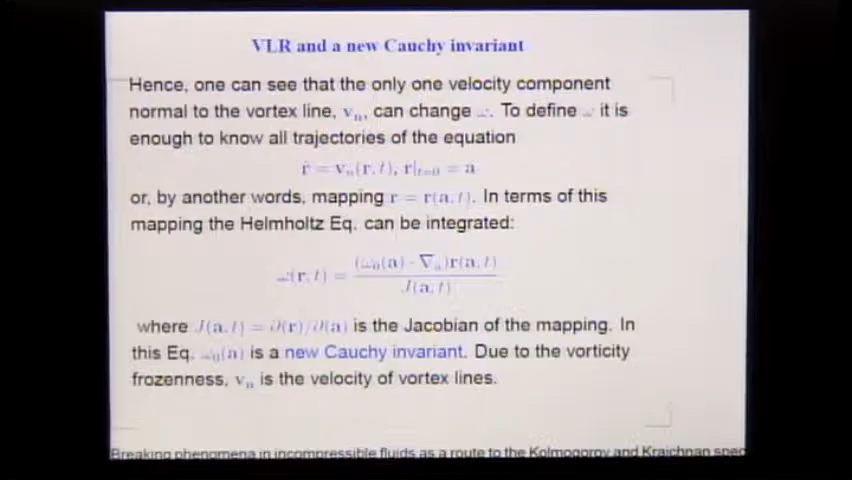 VLR and a new Cauchy invariant
Hence, one can see that the only one velocity component
normal to the vortex line, vₙ, can change ω. To define ω it is
enough to know all trajectories of the equation
ṙ = vₙ(r, t), r|ₜ₌₀ = a
or, by another words, mapping r = r(a, t). In terms of this
mapping the Helmholtz Eq. can be integrated:
ω(r, t) = (ω₀(a) · ∇ₐ)r(a, t) / J(a, t)
where J(a, t) = ∂(r)/∂(a) is the Jacobian of the mapping. In
this Eq. ω₀(a) is a new Cauchy invariant. Due to the vorticity
frozenness, vₙ is the velocity of vortex lines.
Breaking phenomena in incompressible fluids as a route to the Kolmogorov and Kraichnan spec